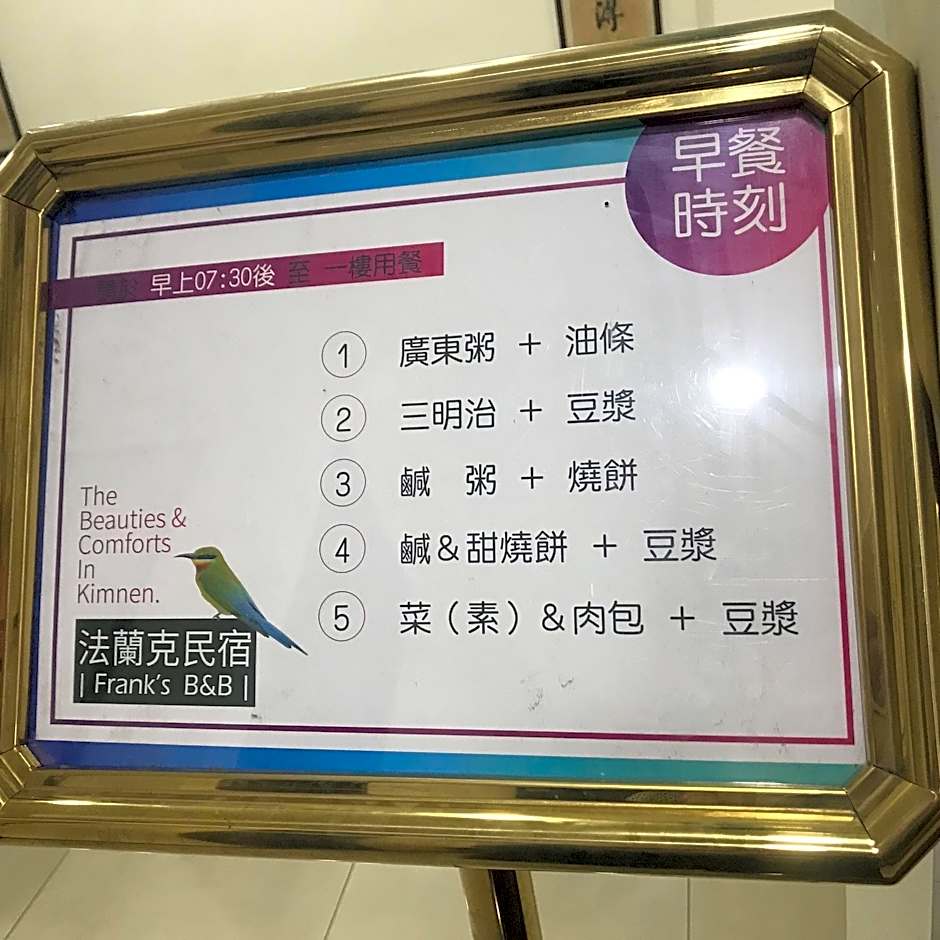 得
早餐
時刻
請於 早上07:30後 至 一樓用餐
① 廣東粥 + 油條
② 三明治 + 豆漿
③ 鹹 粥 + 燒餅
④ 鹹&甜燒餅 + 豆漿
⑤ 菜(素)&肉包 + 豆漿
The
Beauties &
Comforts
In
Kimnen.
法蘭克民宿
| Frank's B&B |